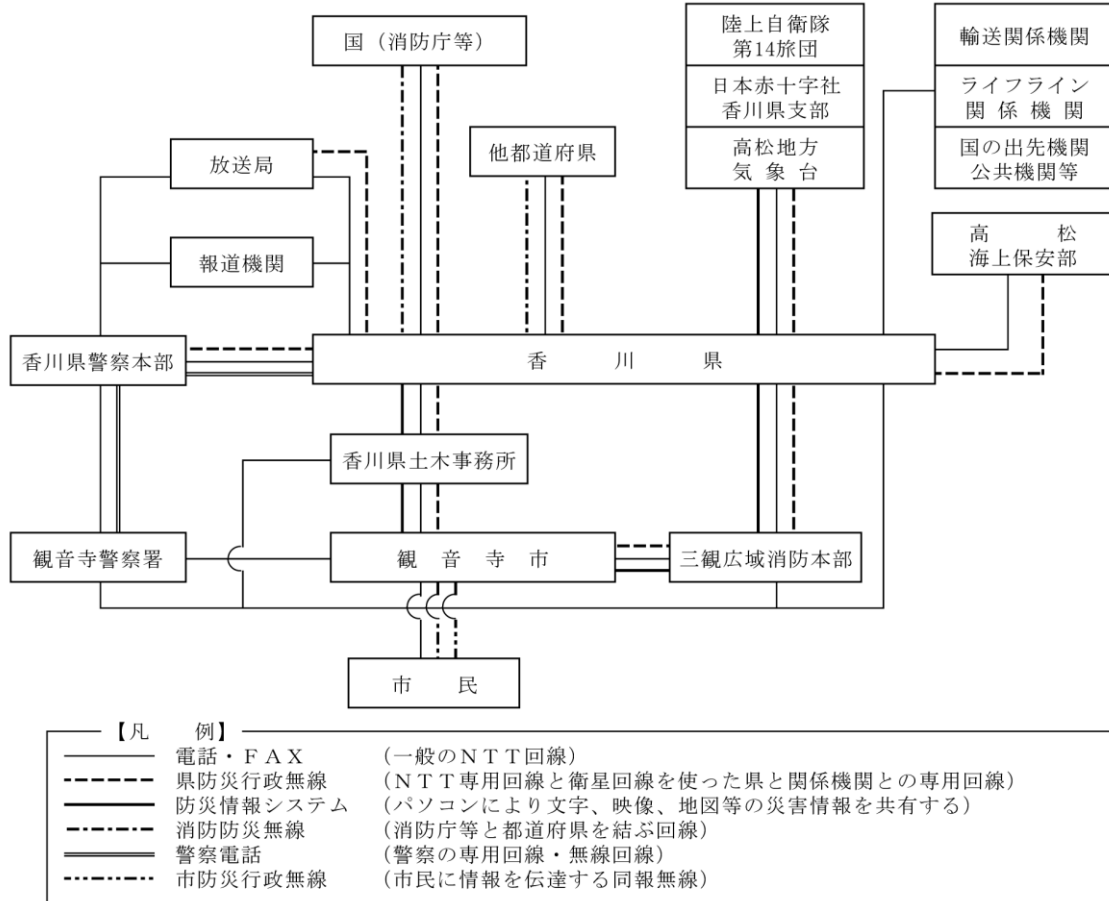 国（消防庁等）
陸上自衛隊
第14旅団
日本赤十字社
香川県支部
高松地方
気象台
輸送関係機関
ライフライン
関係機関
国の出先機関
公共機関等
放送局
他都道府県
報道機関
高松
海上保安部
香川県警察本部
香川県
香川県土木事務所
観音寺警察署
観音寺市
三観広域消防本部
市民
【凡例】
電話・ＦＡＸ （一般のＮＴＴ回線）
県防災行政無線 （ＮＴＴ専用回線と衛星回線を使った県と関係機関との専用回線）
防災情報システム （パソコンにより文字、映像、地図等の災害情報を共有する）
消防防災無線 （消防庁等と都道府県を結ぶ回線）
警察電話 （警察の専用回線・無線回線）
市防災行政無線 （市民に情報を伝達する同報無線）